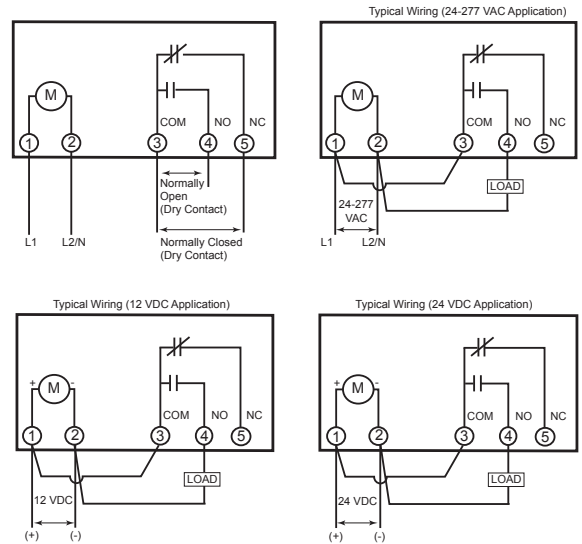 Typical Wiring (24-277 VAC Application)
M
COM NO NC
1 2 3 4 5
Normally
Open
(Dry Contact)
Normally Closed
(Dry Contact)
L1 L2/N
M
COM NO NC
1 2 3 4 5
LOAD
24-277
VAC
L1 L2/N
Typical Wiring (12 VDC Application)
+ M -
COM NO NC
1 2 3 4 5
LOAD
12 VDC
(+) (-)
Typical Wiring (24 VDC Application)
+ M -
COM NO NC
1 2 3 4 5
LOAD
24 VDC
(+) (-)